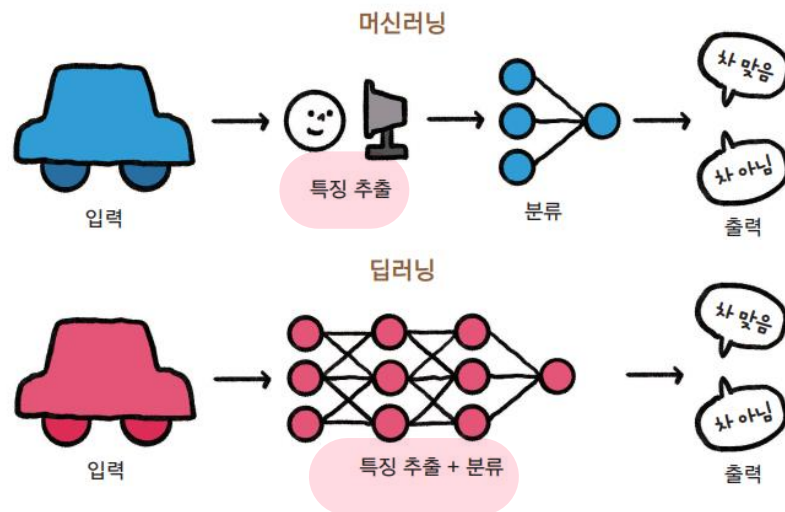 머신러닝
차 맞음
차 아님
특징 추출
입력
분류
출력
딥러닝
차 맞음
차 아님
특징 추출 + 분류
입력
출력